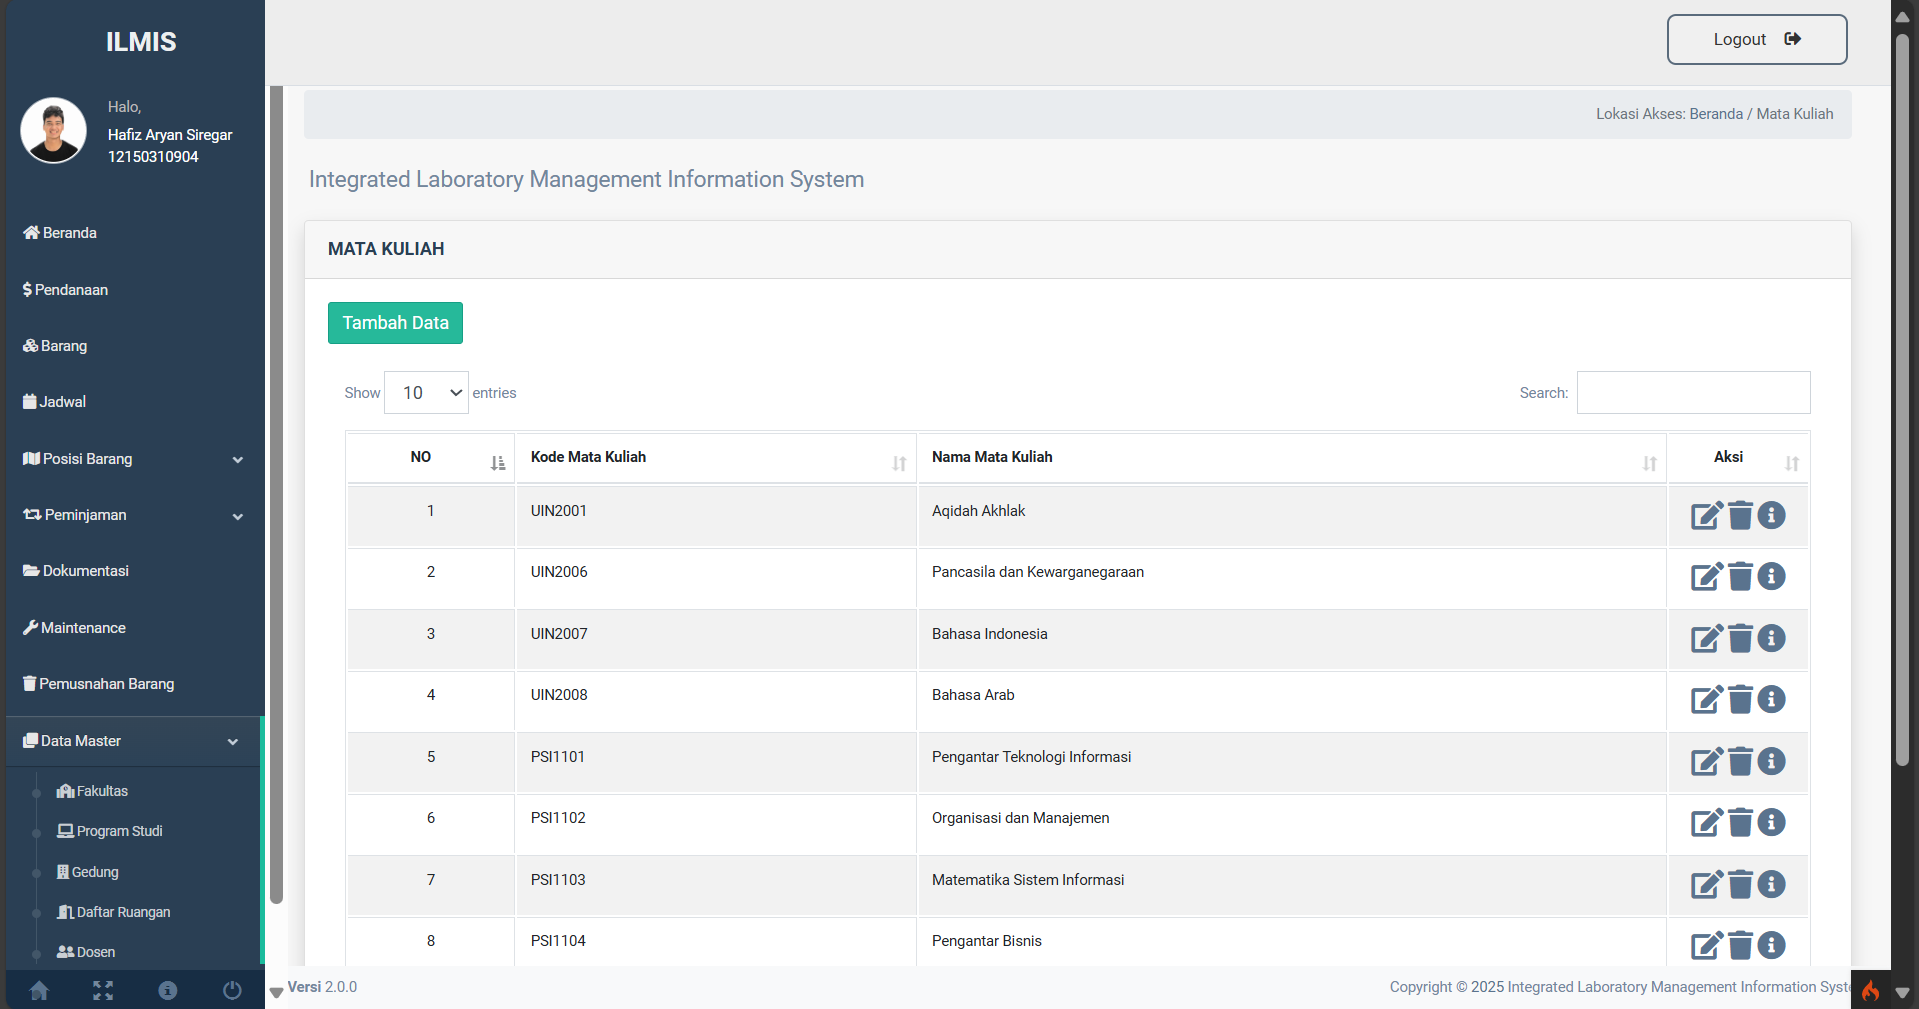 ILMIS
Halo,
Hafiz Aryan Siregar
12150310904
Beranda
Pendanaan
Barang
Jadwal
Posisi Barang
Peminjaman
Dokumentasi
Maintenance
Pemusnahan Barang
Data Master
Fakultas
Program Studi
Gedung
Daftar Ruangan
Dosen
Logout
Lokasi Akses: Beranda / Mata Kuliah
Integrated Laboratory Management Information System
MATA KULIAH
Tambah Data
Show 10 entries
Search:
NO Kode Mata Kuliah Nama Mata Kuliah Aksi
1 UIN2001 Aqidah Akhlak
2 UIN2006 Pancasila dan Kewarganegaraan
3 UIN2007 Bahasa Indonesia
4 UIN2008 Bahasa Arab
5 PSI1101 Pengantar Teknologi Informasi
6 PSI1102 Organisasi dan Manajemen
7 PSI1103 Matematika Sistem Informasi
8 PSI1104 Pengantar Bisnis
Versi 2.0.0
Copyright © 2025 Integrated Laboratory Management Information Syste